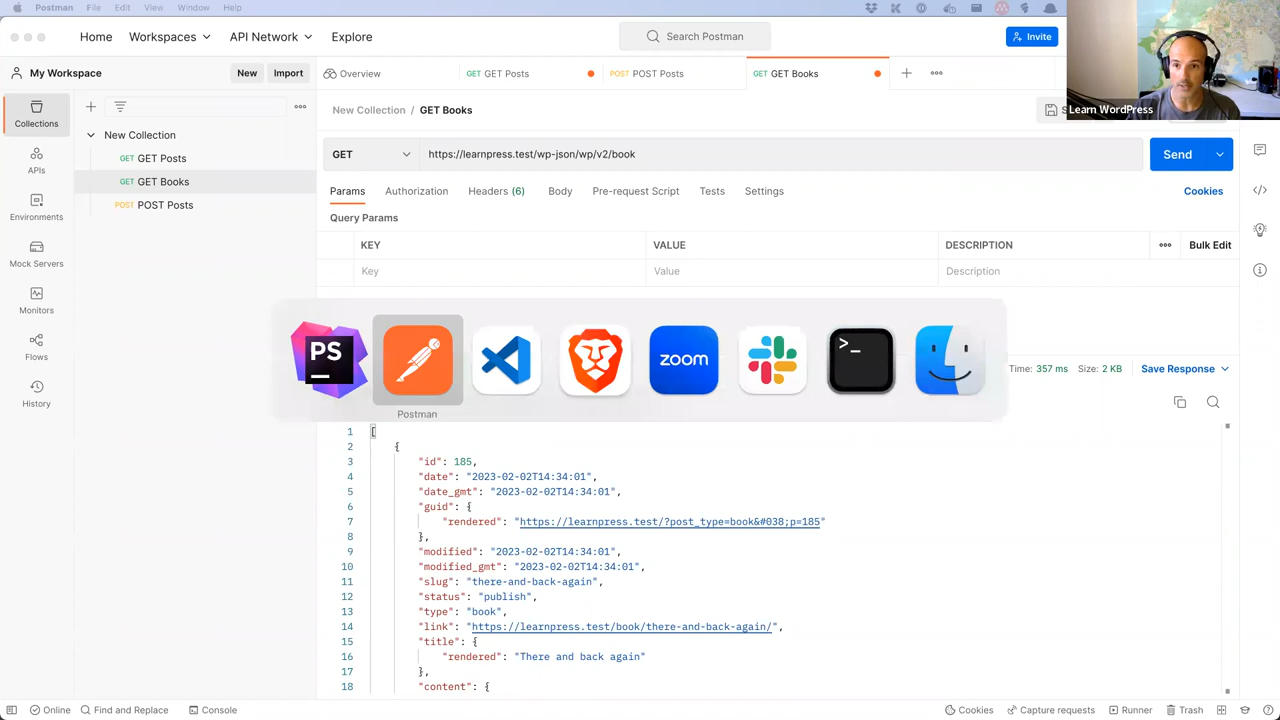 Postman File Edit View Window Help
Home Workspaces API Network Explore Search Postman Invite
My Workspace New Import Overview GET GET Posts POST POST Posts GET GET Books
Collections
New Collection
GET GET Posts
GET GET Books
POST POST Posts
APIs
Environments
Mock Servers
Monitors
Flows
History
New Collection / GET Books
Learn WordPress
GET https://learnpress.test/wp-json/wp/v2/book Send
Params Authorization Headers (6) Body Pre-request Script Tests Settings Cookies
Query Params
KEY VALUE DESCRIPTION Bulk Edit
Key Value Description
PS zoom >_
Postman
Time: 357 ms Size: 2 KB Save Response
1 [
2 {
3 "id": 185,
4 "date": "2023-02-02T14:34:01",
5 "date_gmt": "2023-02-02T14:34:01",
6 "guid": {
7 "rendered": "https://learnpress.test/?post_type=book&#038;p=185"
8 },
9 "modified": "2023-02-02T14:34:01",
10 "modified_gmt": "2023-02-02T14:34:01",
11 "slug": "there-and-back-again",
12 "status": "publish",
13 "type": "book",
14 "link": "https://learnpress.test/book/there-and-back-again/",
15 "title": {
16 "rendered": "There and back again"
17 },
18 "content": {
Online Find and Replace Console Cookies Capture requests Runner Trash